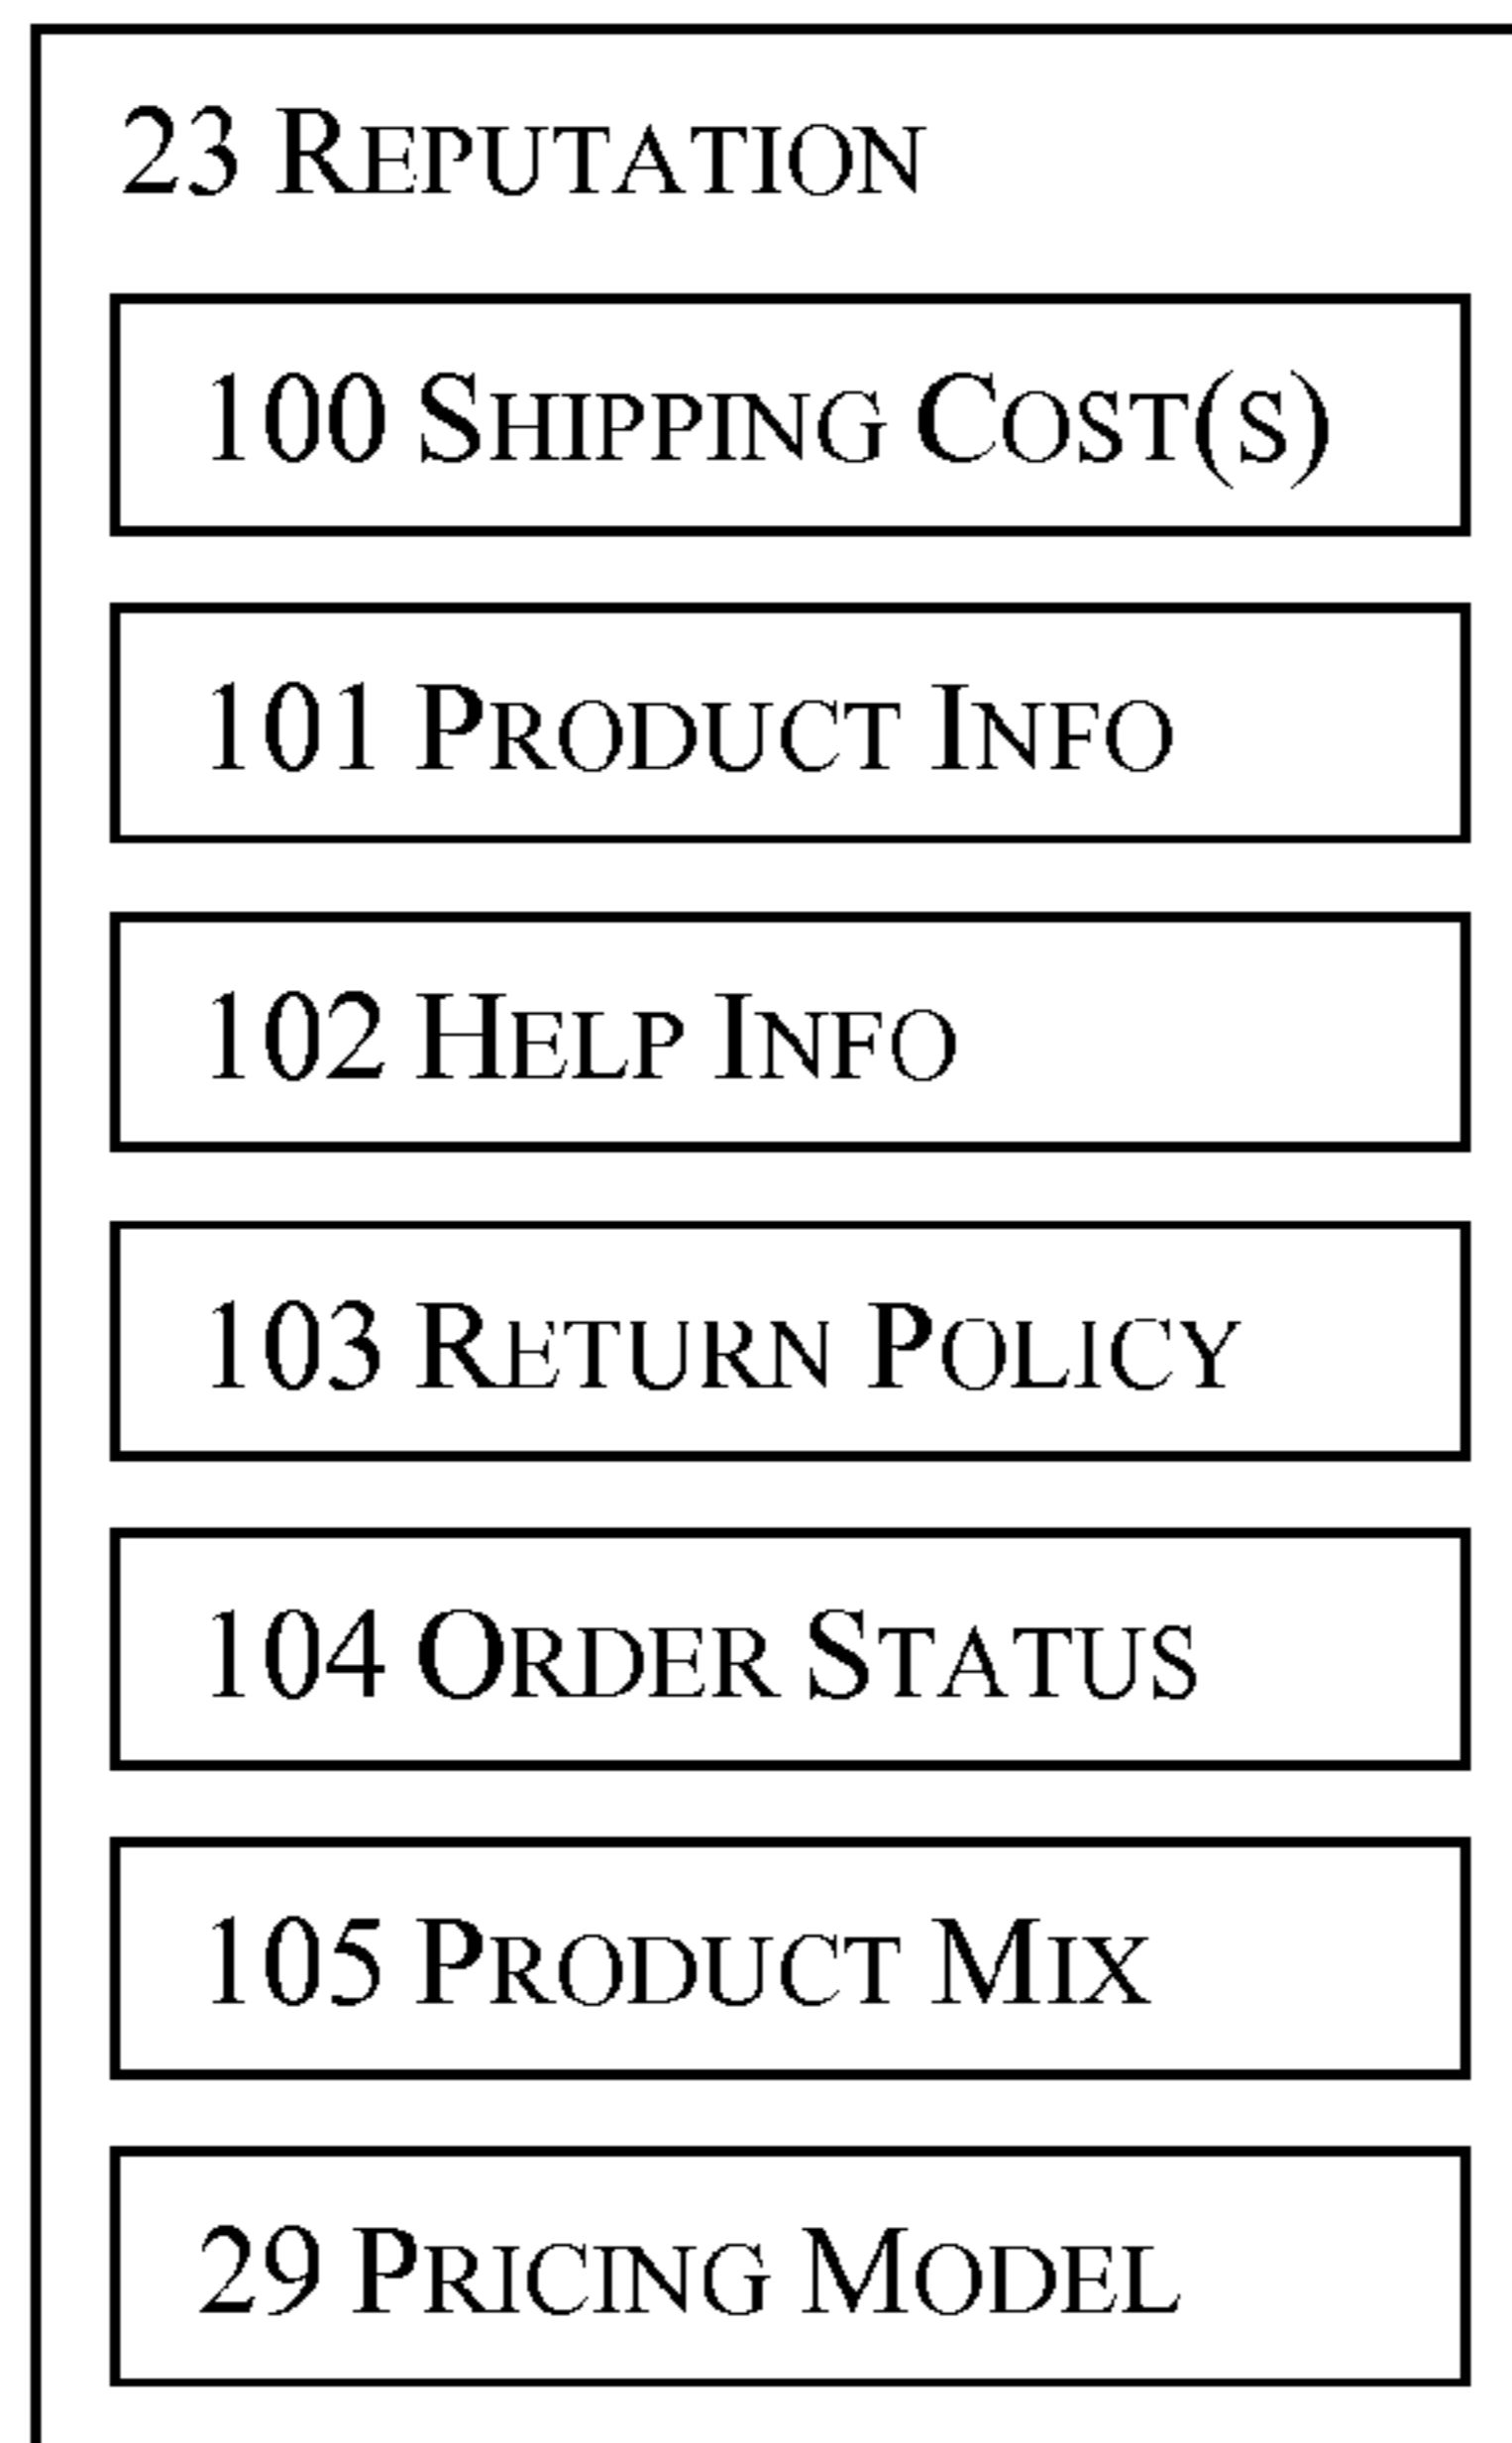 23 REPUTATION
100 SHIPPING COST(S)
101 PRODUCT INFO
102 HELP INFO
103 RETURN POLICY
104 ORDER STATUS
105 PRODUCT MIX
29 PRICING MODEL